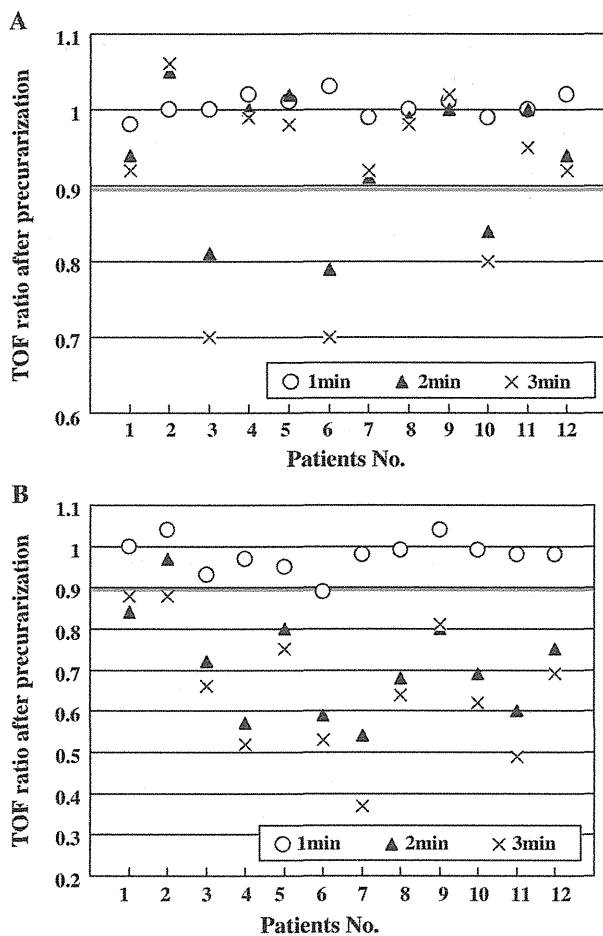 A
TOF ratio after precurarization
1.1
1
0.9
0.8
0.7
0.6
1min 2min 3min
1 2 3 4 5 6 7 8 9 10 11 12
Patients No.
B
TOF ratio after precurarization
1.1
1
0.9
0.8
0.7
0.6
0.5
0.4
0.3
0.2
1min 2min 3min
1 2 3 4 5 6 7 8 9 10 11 12
Patients No.